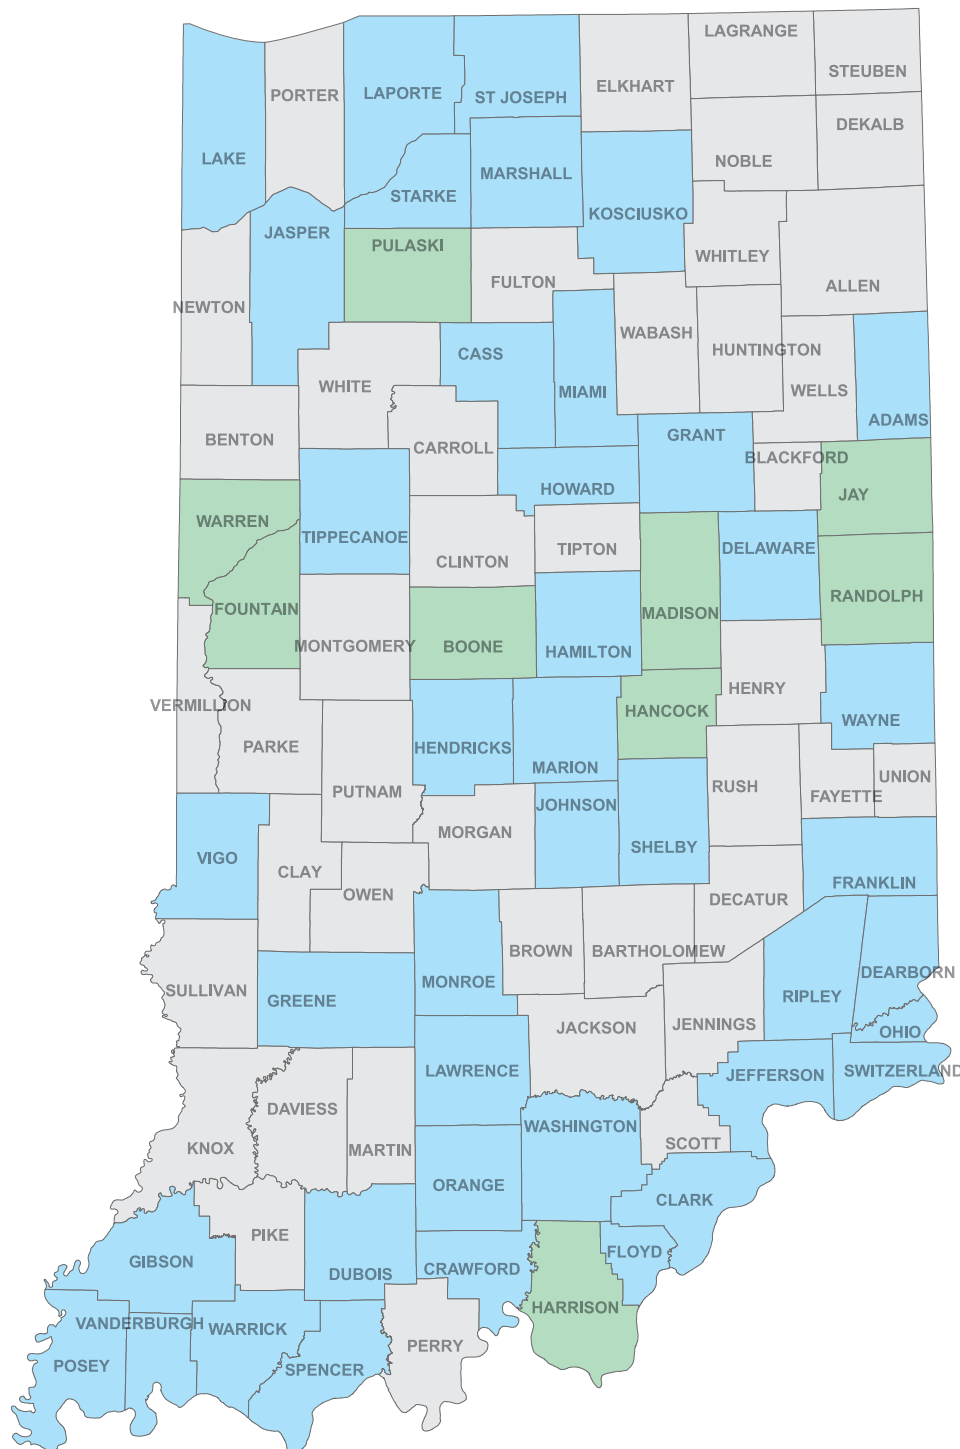 LAGRANGE
STEUBEN
PORTER
LAPORTE
ST JOSEPH
ELKHART
DEKALB
LAKE
NOBLE
MARSHALL
STARKE
KOSCIUSKO
JASPER
PULASKI
WHITLEY
FULTON
ALLEN
NEWTON
WABASH
HUNTINGTON
CASS
WHITE
MIAMI
WELLS
ADAMS
BENTON
CARROLL
GRANT
BLACKFORD
HOWARD
JAY
WARREN
TIPPECANOE
TIPTON
DELAWARE
CLINTON
RANDOLPH
FOUNTAIN
MADISON
MONTGOMERY
BOONE
HAMILTON
HENRY
VERMILLION
HANCOCK
WAYNE
PARKE
HENDRICKS
MARION
UNION
RUSH
PUTNAM
FAYETTE
JOHNSON
MORGAN
SHELBY
VIGO
CLAY
FRANKLIN
OWEN
DECATUR
BROWN
BARTHOLOMEW
DEARBORN
MONROE
SULLIVAN
GREENE
RIPLEY
JACKSON
JENNINGS
OHIO
LAWRENCE
JEFFERSON
SWITZERLAND
DAVIESS
WASHINGTON
KNOX
MARTIN
SCOTT
ORANGE
CLARK
PIKE
FLOYD
GIBSON
DUBOIS
CRAWFORD
HARRISON
VANDERBURGH
WARRICK
PERRY
POSEY
SPENCER